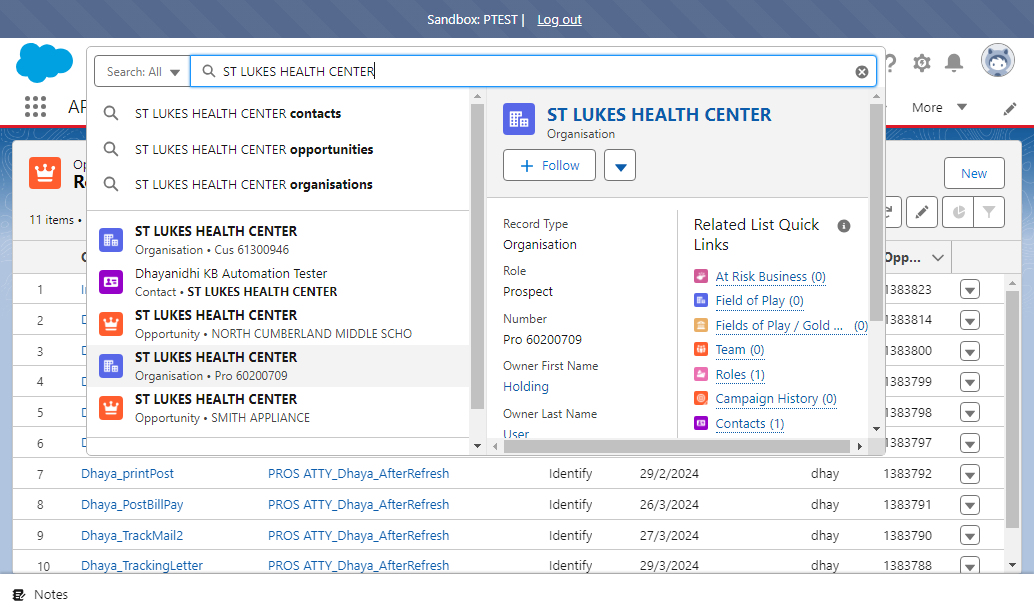 Sandbox: PTEST | Log out
Search: All
ST LUKES HEALTH CENTER
More
ST LUKES HEALTH CENTER contacts
ST LUKES HEALTH CENTER opportunities
ST LUKES HEALTH CENTER organisations
ST LUKES HEALTH CENTER
Organisation • Cus 61300946
Dhayanidhi KB Automation Tester
Contact • ST LUKES HEALTH CENTER
ST LUKES HEALTH CENTER
Opportunity • NORTH CUMBERLAND MIDDLE SCHO
ST LUKES HEALTH CENTER
Organisation • Pro 60200709
ST LUKES HEALTH CENTER
Opportunity • SMITH APPLIANCE
ST LUKES HEALTH CENTER
Organisation
Follow
Record Type
Organisation
Role
Prospect
Number
Pro 60200709
Owner First Name
Holding
Owner Last Name
User
Related List Quick Links
At Risk Business (0)
Field of Play (0)
Fields of Play / Gold ... (0)
Team (0)
Roles (1)
Campaign History (0)
Contacts (1)
New
11 items •
Opp...
1 1383823
2 1383814
3 1383800
4 1383799
5 1383798
6 1383797
7 Dhaya_printPost PROS ATTY_Dhaya_AfterRefresh Identify 29/2/2024 dhay 1383792
8 Dhaya_PostBillPay PROS ATTY_Dhaya_AfterRefresh Identify 26/3/2024 dhay 1383791
9 Dhaya_TrackMail2 PROS ATTY_Dhaya_AfterRefresh Identify 27/3/2024 dhay 1383790
10 Dhaya_TrackingLetter PROS ATTY_Dhaya_AfterRefresh Identify 29/3/2024 dhay 1383788
Notes